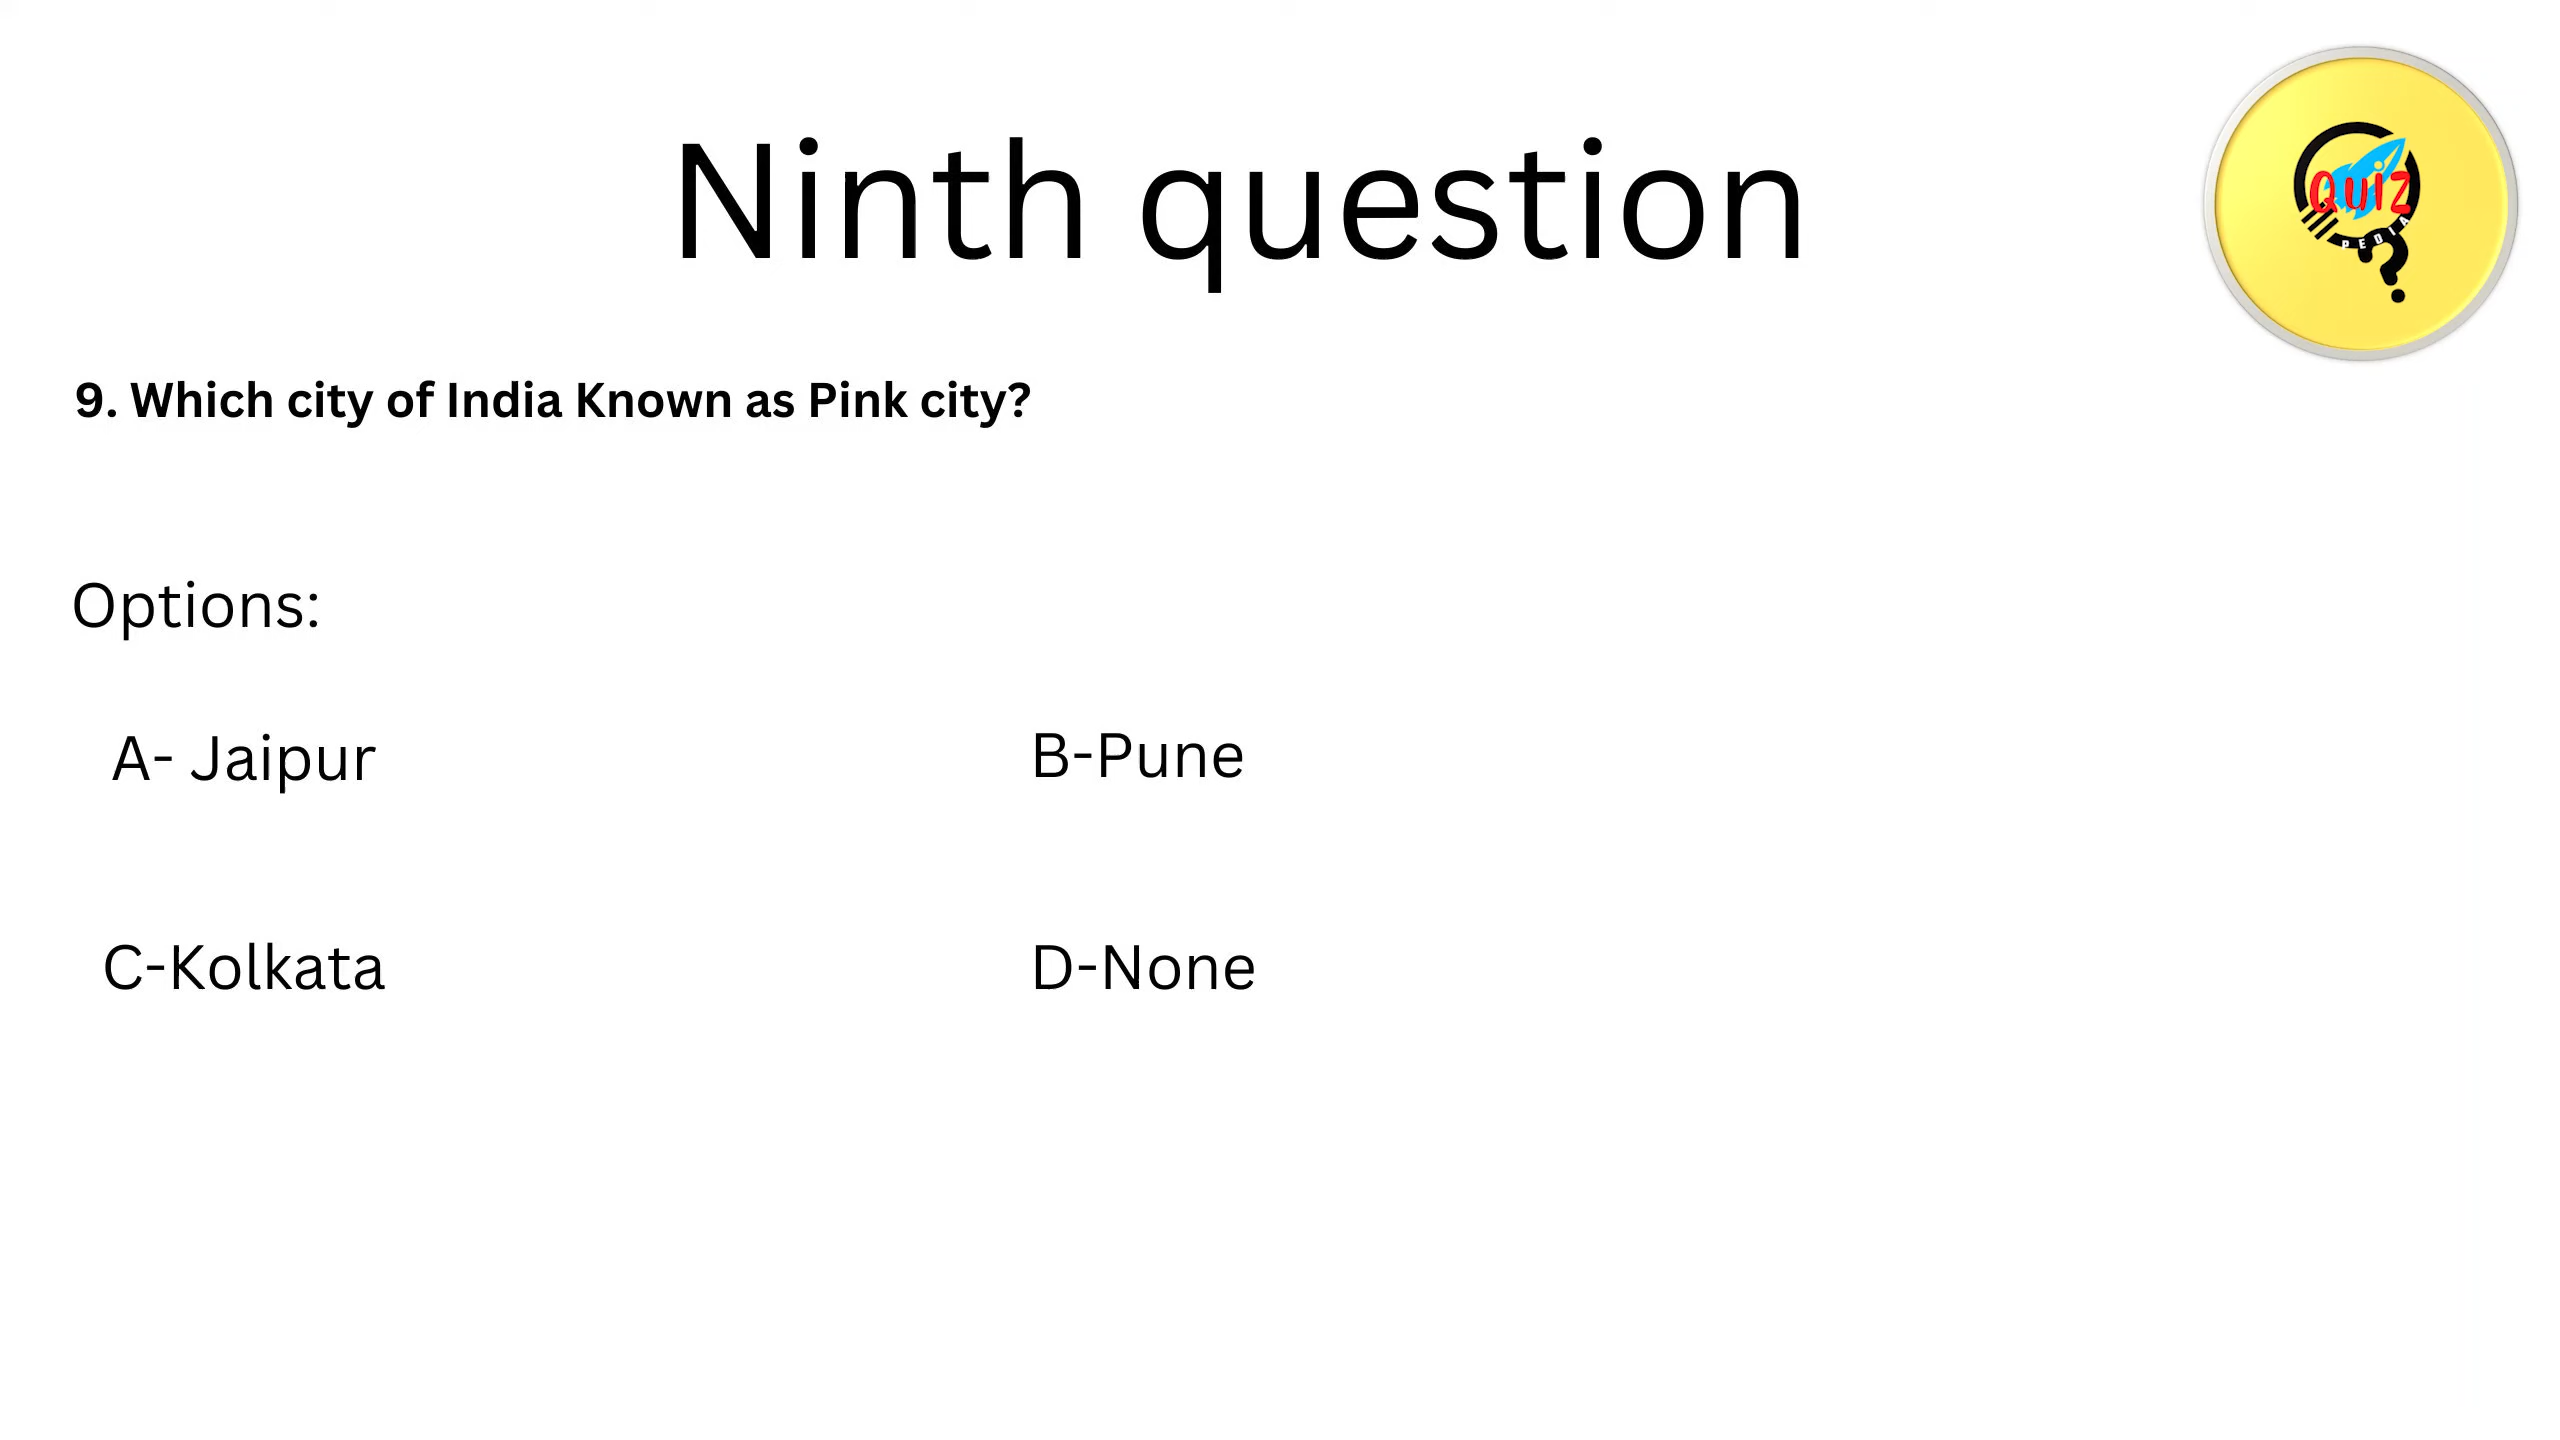 Ninth question
QUIZ
PEDIA
9. Which city of India Known as Pink city?
Options:
A- Jaipur
B-Pune
C-Kolkata
D-None